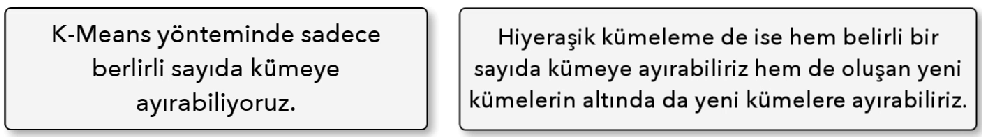 K-Means yönteminde sadece
berlirli sayıda kümeye
ayırabiliyoruz.
Hiyeraşik kümeleme de ise hem belirli bir
sayıda kümeye ayırabiliriz hem de oluşan yeni
kümelerin altında da yeni kümelere ayırabiliriz.